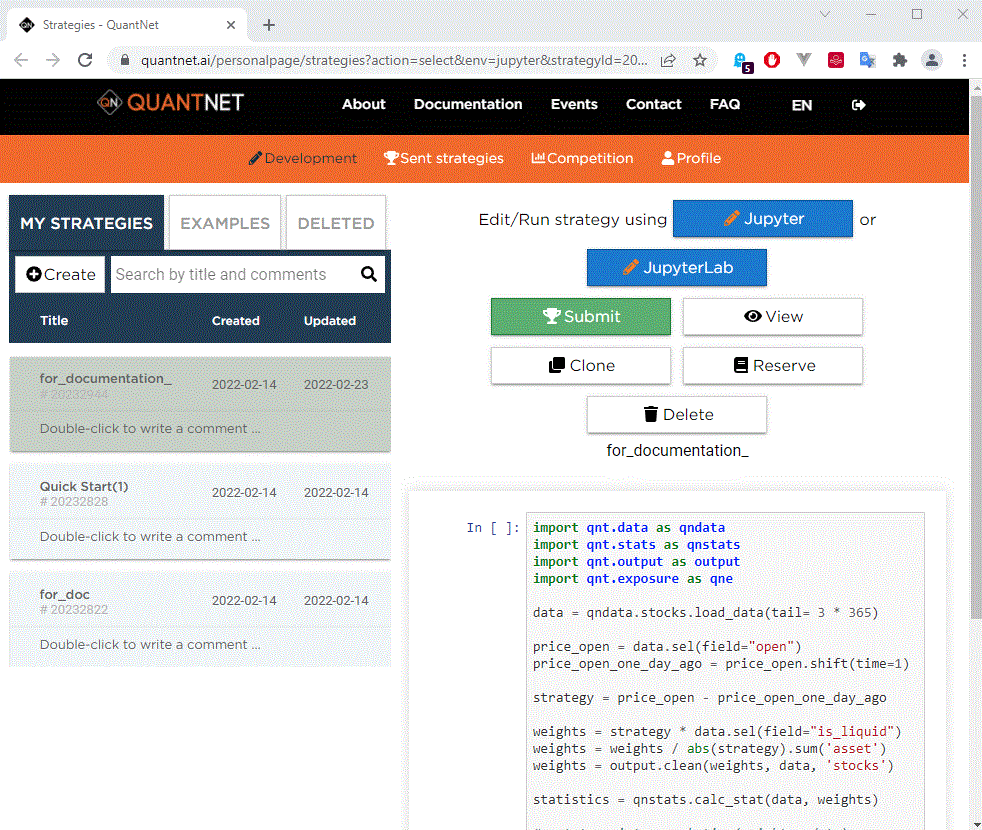 Strategies - QuantNet
quantnet.ai/personalpage/strategies?action=select&env=jupyter&strategyId=20...
5
QN QUANTNET
About Documentation Events Contact FAQ EN
Development Sent strategies Competition Profile
MY STRATEGIES EXAMPLES DELETED
Create Search by title and comments
Title Created Updated
for_documentation_ 2022-02-14 2022-02-23
# 20232944
Double-click to write a comment ...
Quick Start(1) 2022-02-14 2022-02-14
# 20232828
Double-click to write a comment ...
for_doc 2022-02-14 2022-02-14
# 20232822
Double-click to write a comment ...
Edit/Run strategy using Jupyter or
JupyterLab
Submit View
Clone Reserve
Delete
for_documentation_
In [ ]: import qnt.data as qndata
import qnt.stats as qnstats
import qnt.output as output
import qnt.exposure as qne
data = qndata.stocks.load_data(tail= 3 * 365)
price_open = data.sel(field="open")
price_open_one_day_ago = price_open.shift(time=1)
strategy = price_open - price_open_one_day_ago
weights = strategy * data.sel(field="is_liquid")
weights = weights / abs(strategy).sum('asset')
weights = output.clean(weights, data, 'stocks')
statistics = qnstats.calc_stat(data, weights)